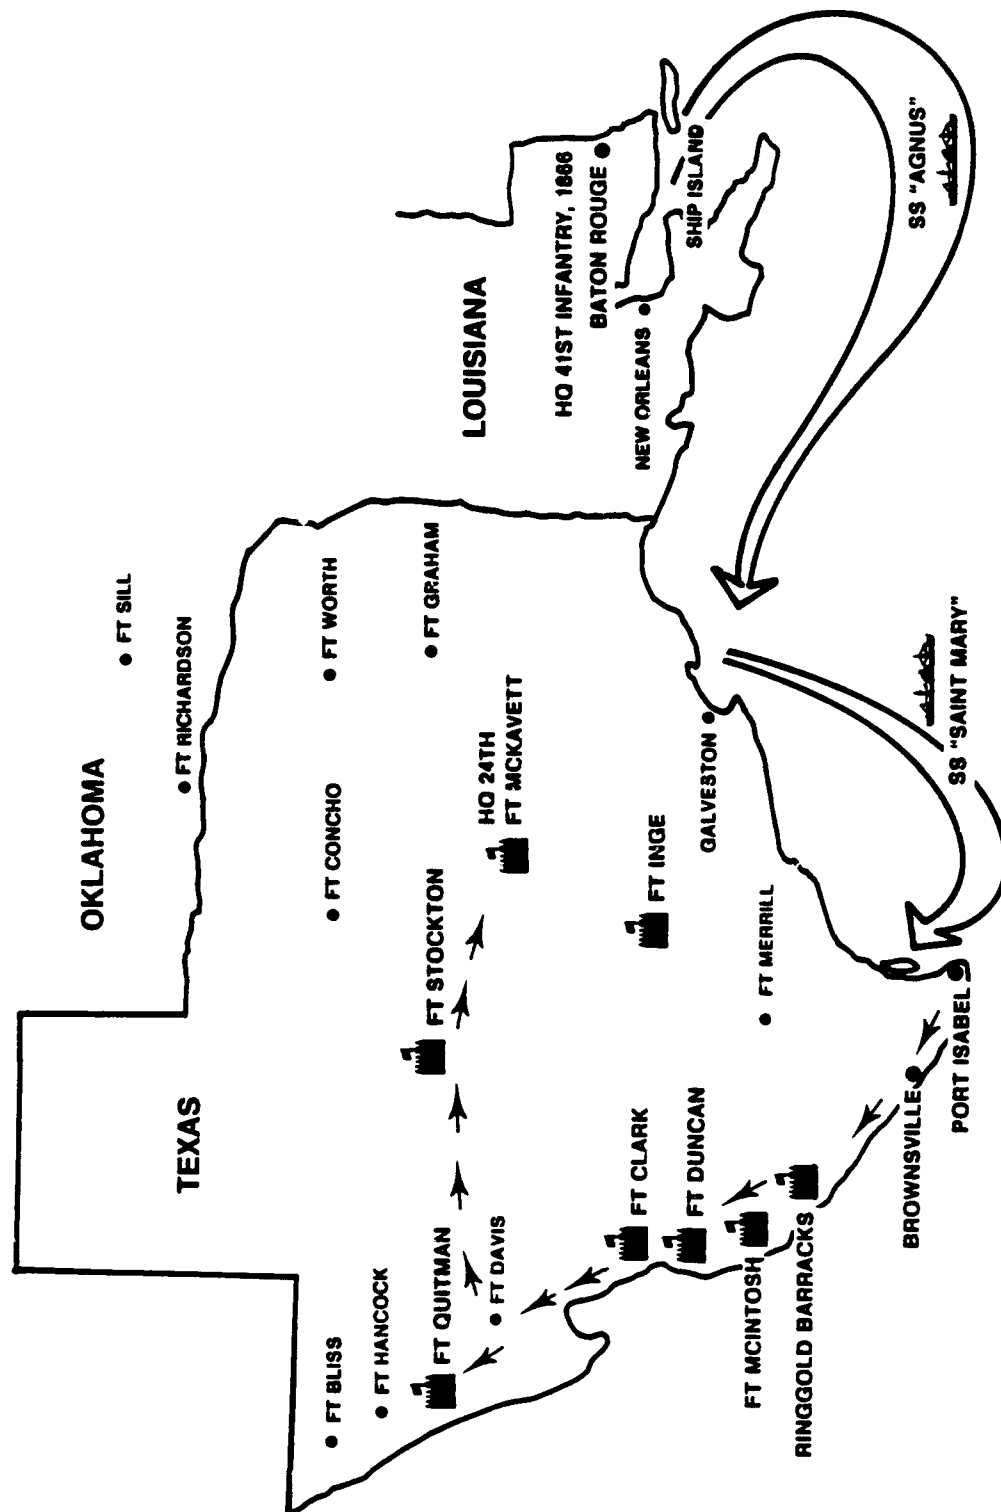 OKLAHOMA
TEXAS
LOUISIANA
FT SILL
FT RICHARDSON
FT BLISS
FT HANCOCK
FT QUITMAN
FT DAVIS
FT STOCKTON
FT CONCHO
HQ 24TH
FT MCKAVETT
FT WORTH
FT GRAHAM
HQ 41ST INFANTRY, 1866
BATON ROUGE
NEW ORLEANS
SHIP ISLAND
FT CLARK
FT DUNCAN
FT MCINTOSH
RINGGOLD BARRACKS
FT INGE
FT MERRILL
GALVESTON
BROWNSVILLE
PORT ISABEL
SS "SAINT MARY"
SS "AGNUS"